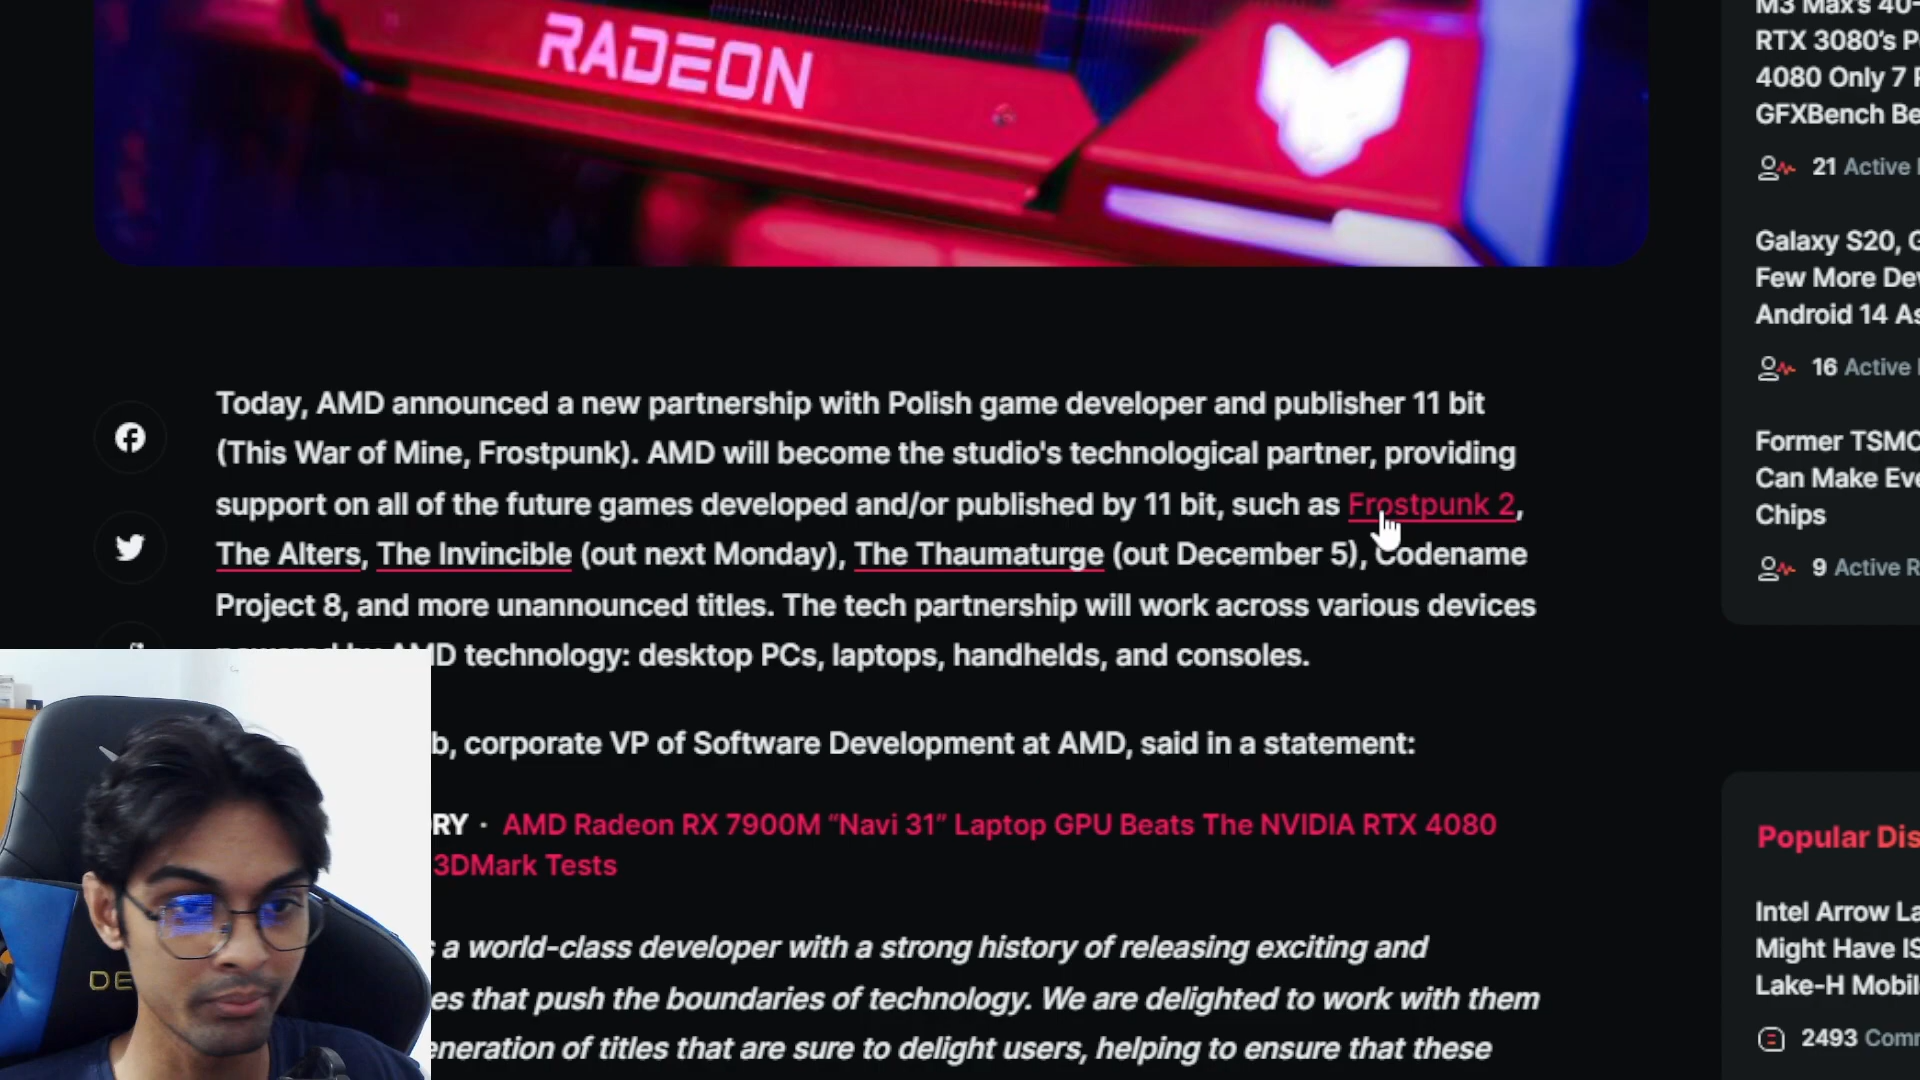 RADEON
Today, AMD announced a new partnership with Polish game developer and publisher 11 bit
(This War of Mine, Frostpunk). AMD will become the studio's technological partner, providing
support on all of the future games developed and/or published by 11 bit, such as Frostpunk 2,
The Alters, The Invincible (out next Monday), The Thaumaturge (out December 5), Codename
Project 8, and more unannounced titles. The tech partnership will work across various devices
AMD technology: desktop PCs, laptops, handhelds, and consoles.
b, corporate VP of Software Development at AMD, said in a statement:
RY · AMD Radeon RX 7900M “Navi 31” Laptop GPU Beats The NVIDIA RTX 4080
3DMark Tests
a world-class developer with a strong history of releasing exciting and
es that push the boundaries of technology. We are delighted to work with them
eneration of titles that are sure to delight users, helping to ensure that these
DE
M3 Max's 40-
RTX 3080's P
4080 Only 7
GFXBench Be
21 Active
Galaxy S20, G
Few More Dev
Android 14 As
16 Active
Former TSMC
Can Make Eve
Chips
9 Active R
Popular Dis
Intel Arrow La
Might Have IS
Lake-H Mobil
2493 Com